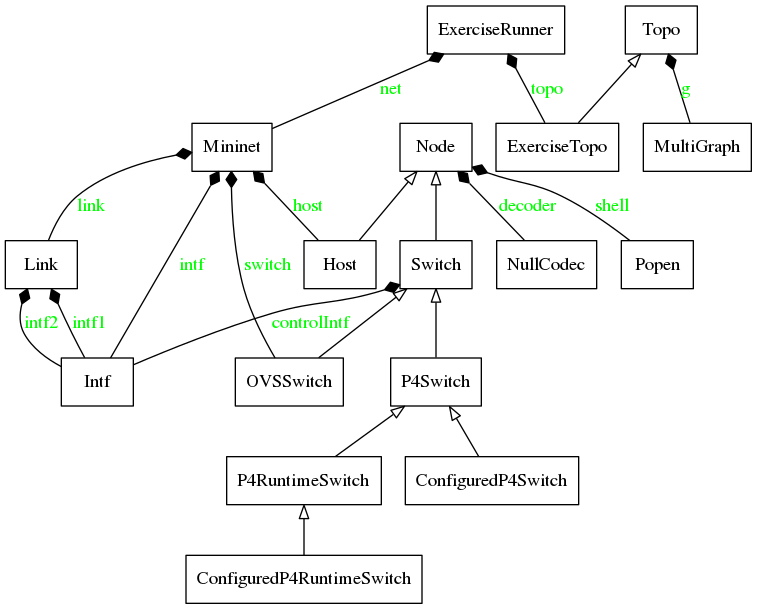 ExerciseRunner
Topo
net
topo
g
Mininet
Node
ExerciseTopo
MultiGraph
link
host
decoder
shell
Link
intf
switch
Host
Switch
NullCodec
Popen
intf2
intf1
controlIntf
Intf
OVSSwitch
P4Switch
P4RuntimeSwitch
ConfiguredP4Switch
ConfiguredP4RuntimeSwitch